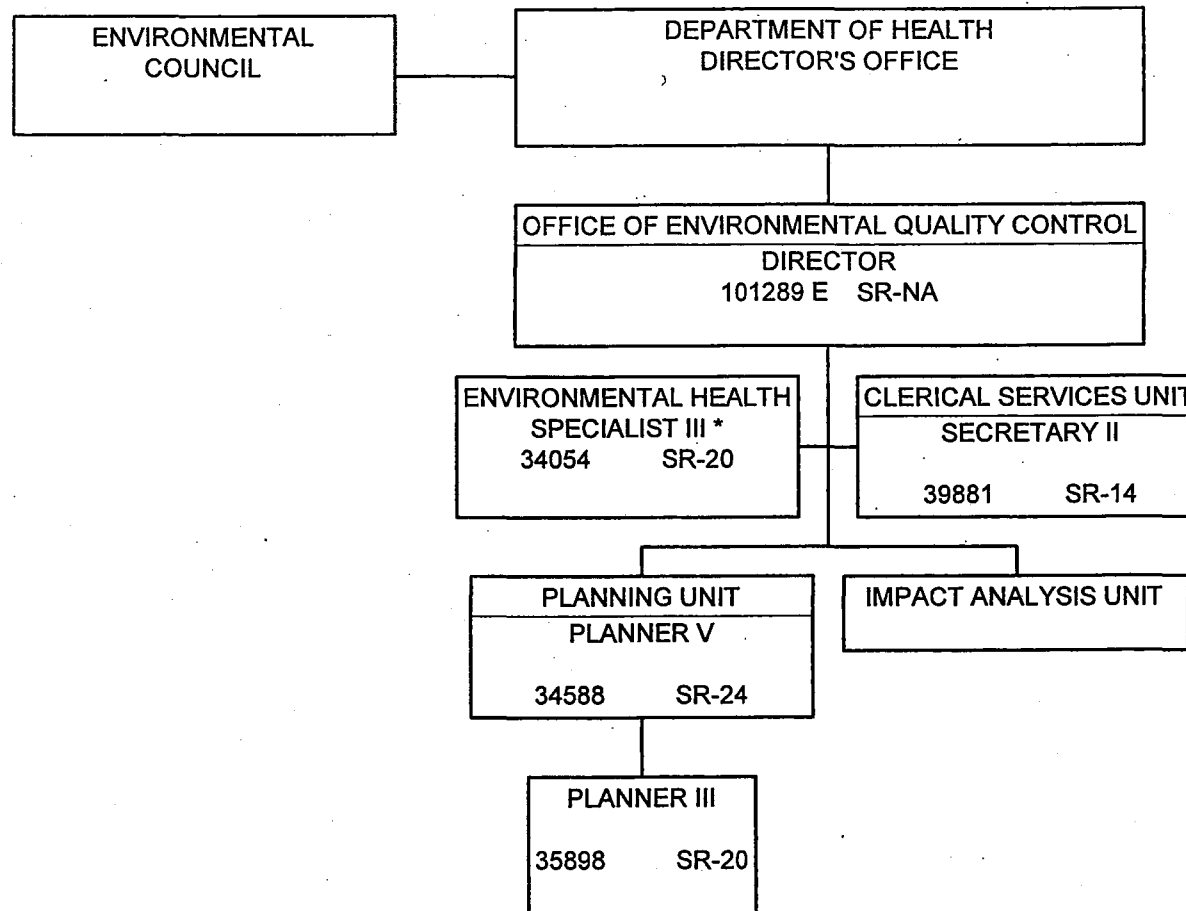 ENVIRONMENTAL
COUNCIL
DEPARTMENT OF HEALTH
DIRECTOR'S OFFICE
OFFICE OF ENVIRONMENTAL QUALITY CONTROL
DIRECTOR
101289 E SR-NA
ENVIRONMENTAL HEALTH
SPECIALIST III *
34054 SR-20
CLERICAL SERVICES UNIT
SECRETARY II
39881 SR-14
PLANNING UNIT
PLANNER V
34588 SR-24
IMPACT ANALYSIS UNIT
PLANNER III
35898 SR-20